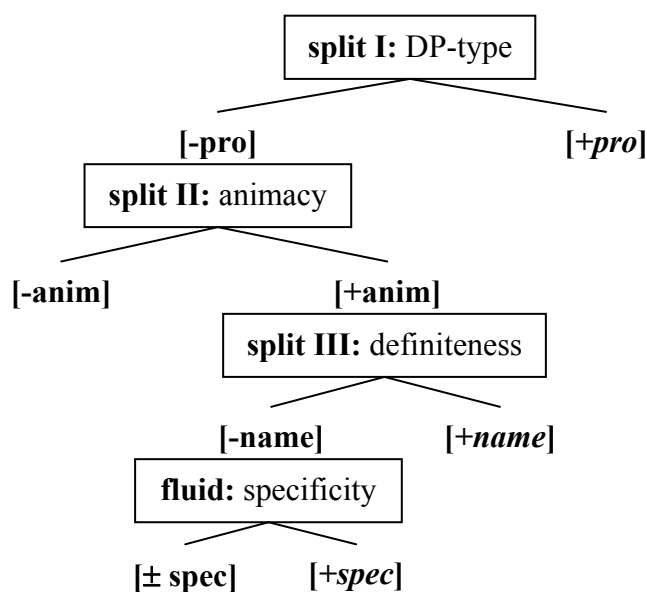 split I: DP-type
[-pro] [+pro]
split II: animacy
[-anim] [+anim]
split III: definiteness
[-name] [+name]
fluid: specificity
[± spec] [+spec]